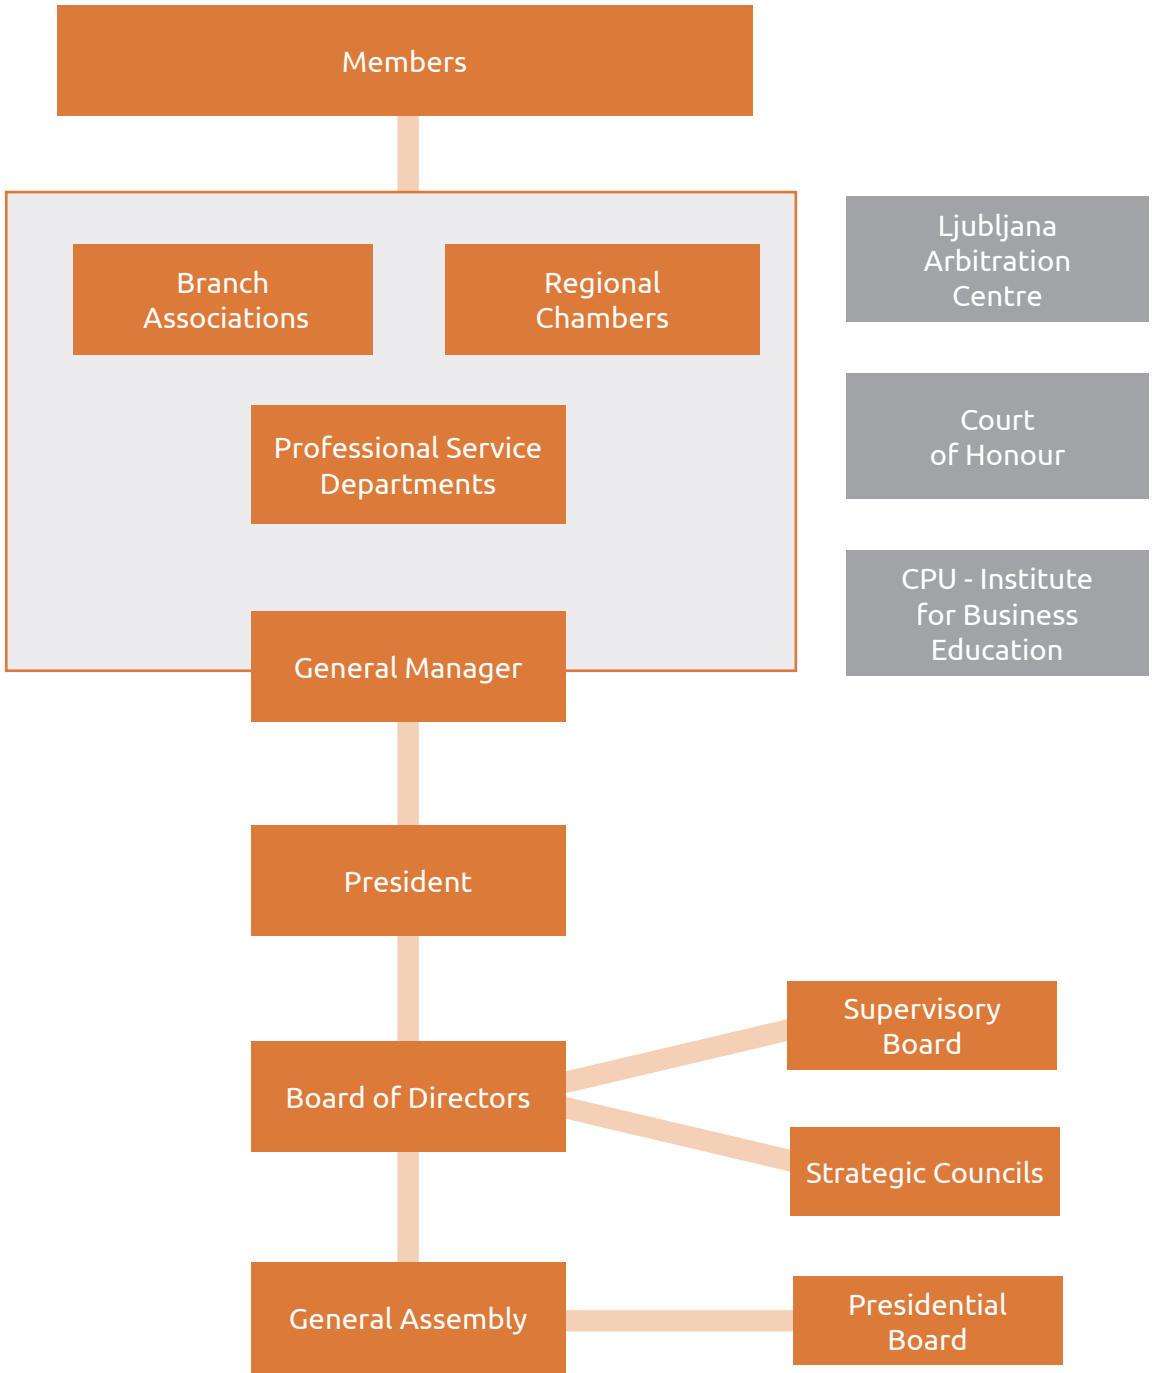 Members
Branch
Associations
Regional
Chambers
Professional Service
Departments
General Manager
Ljubljana
Arbitration
Centre
Court
of Honour
CPU - Institute
for Business
Education
President
Board of Directors
Supervisory
Board
Strategic Councils
General Assembly
Presidential
Board